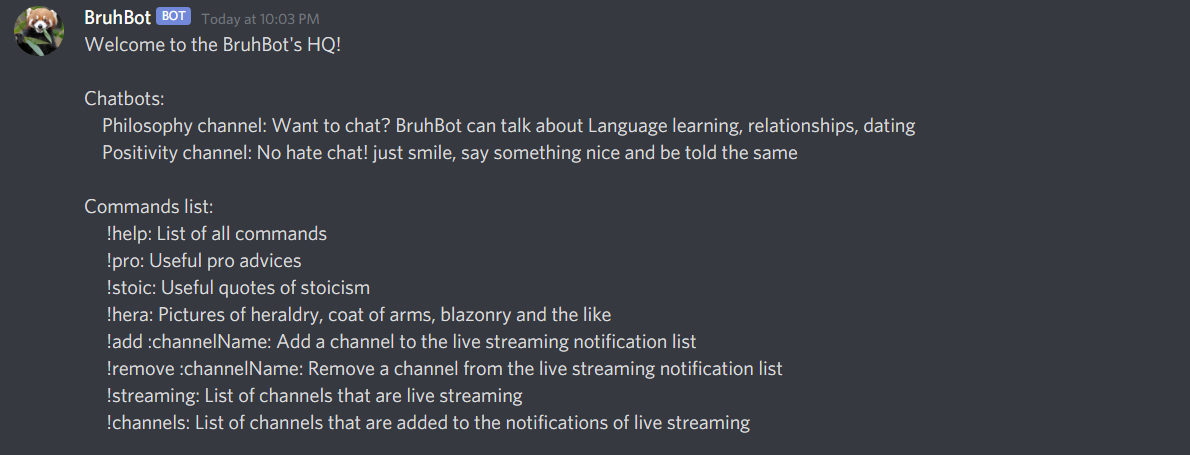 BruhBot BOT Today at 10:03 PM
Welcome to the BruhBot's HQ!
Chatbots:
Philosophy channel: Want to chat? BruhBot can talk about Language learning, relationships, dating
Positivity channel: No hate chat! just smile, say something nice and be told the same
Commands list:
!help: List of all commands
!pro: Useful pro advices
!stoic: Useful quotes of stoicism
!hera: Pictures of heraldry, coat of arms, blazonry and the like
!add :channelName: Add a channel to the live streaming notification list
!remove :channelName: Remove a channel from the live streaming notification list
!streaming: List of channels that are live streaming
!channels: List of channels that are added to the notifications of live streaming